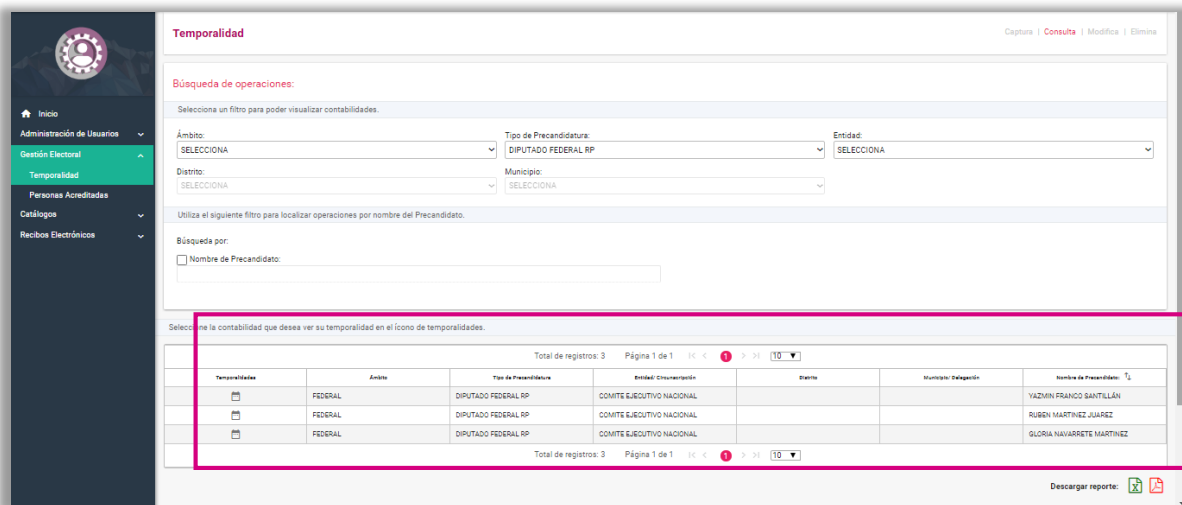 Temporalidad
Captura | Consulta | Modifica | Elimina
Inicio
Administración de Usuarios
Gestión Electoral
Temporalidad
Personas Acreditadas
Catálogos
Recibos Electrónicos
Búsqueda de operaciones:
Selecciona un filtro para poder visualizar contabilidades.
Ámbito: Tipo de Precandidatura: Entidad:
SELECCIONA DIPUTADO FEDERAL RP SELECCIONA
Distrito: Municipio:
SELECCIONA SELECCIONA
Utiliza el siguiente filtro para localizar operaciones por nombre del Precandidato.
Búsqueda por:
Nombre de Precandidato:
Seleccione la contabilidad que desea ver su temporalidad en el ícono de temporalidades.
Total de registros: 3 Página 1 de 1 |< < 1 > >| 10
Temporalidades Ámbito Tipo de Precandidatura Entidad/ Circunscripción Distrito Municipio/ Delegación Nombre de Precandidato:
FEDERAL DIPUTADO FEDERAL RP COMITE EJECUTIVO NACIONAL YAZMIN FRANCO SANTILLÁN
FEDERAL DIPUTADO FEDERAL RP COMITE EJECUTIVO NACIONAL RUBEN MARTINEZ JUAREZ
FEDERAL DIPUTADO FEDERAL RP COMITE EJECUTIVO NACIONAL GLORIA NAVARRETE MARTINEZ
Total de registros: 3 Página 1 de 1 |< < 1 > >| 10
Descargar reporte: